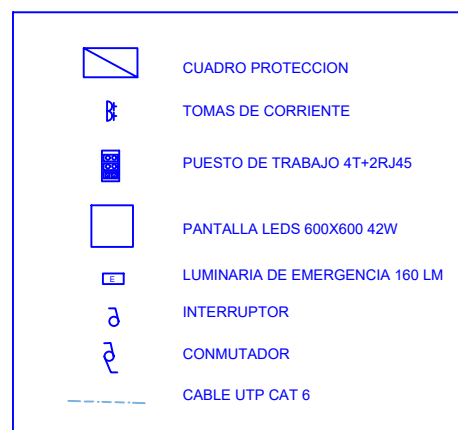 CUADRO PROTECCION
TOMAS DE CORRIENTE
PUESTO DE TRABAJO 4T+2RJ45
PANTALLA LEDS 600X600 42W
E LUMINARIA DE EMERGENCIA 160 LM
INTERRUPTOR
CONMUTADOR
CABLE UTP CAT 6